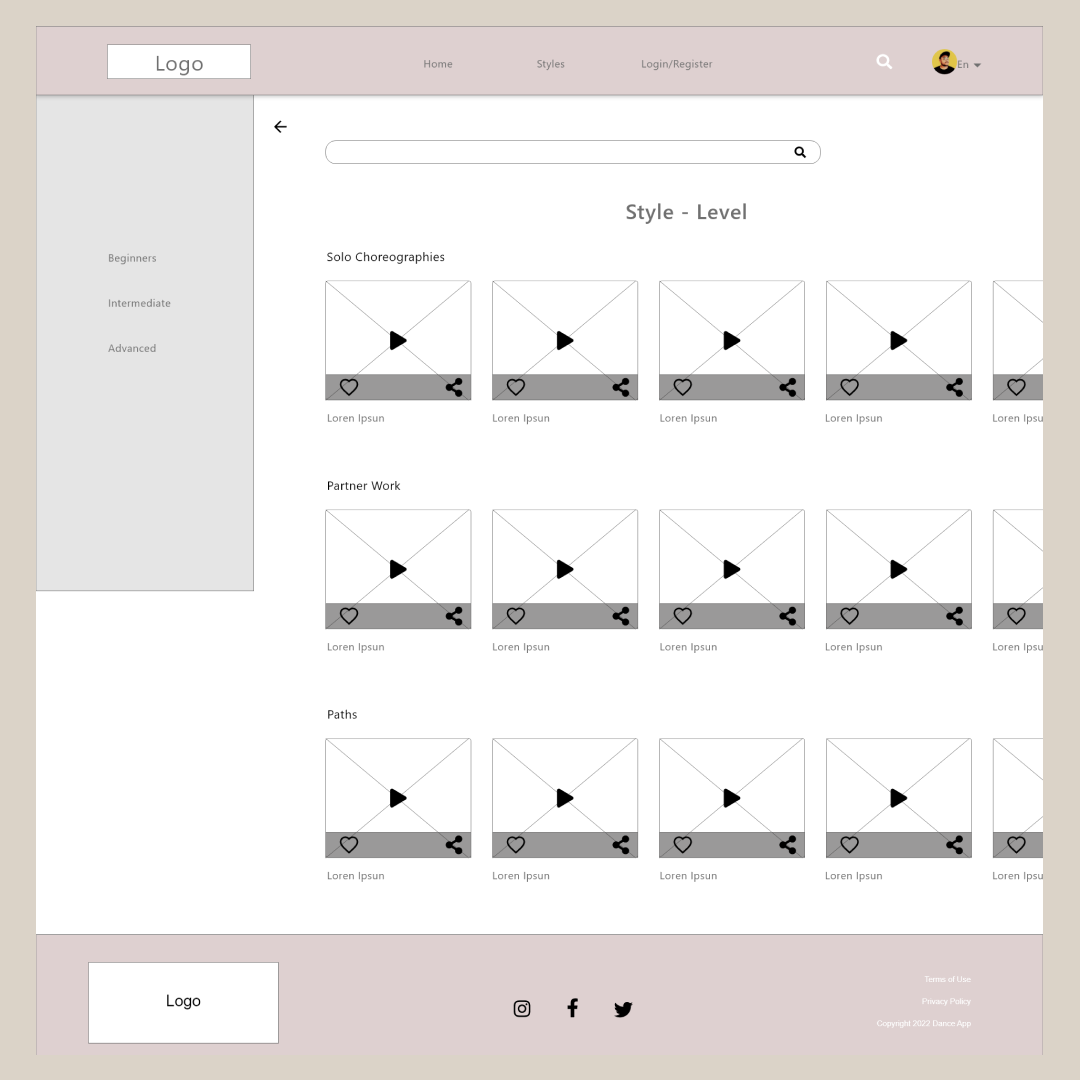 Logo
Home Styles Login/Register En
Style - Level
Beginners
Intermediate
Advanced
Solo Choreographies
Loren Ipsun Loren Ipsun Loren Ipsun Loren Ipsun Loren Ipsu
Partner Work
Loren Ipsun Loren Ipsun Loren Ipsun Loren Ipsun Loren Ipsu
Paths
Loren Ipsun Loren Ipsun Loren Ipsun Loren Ipsun Loren Ipsu
Logo
Terms of Use
Privacy Policy
Copyright 2022 Dance App